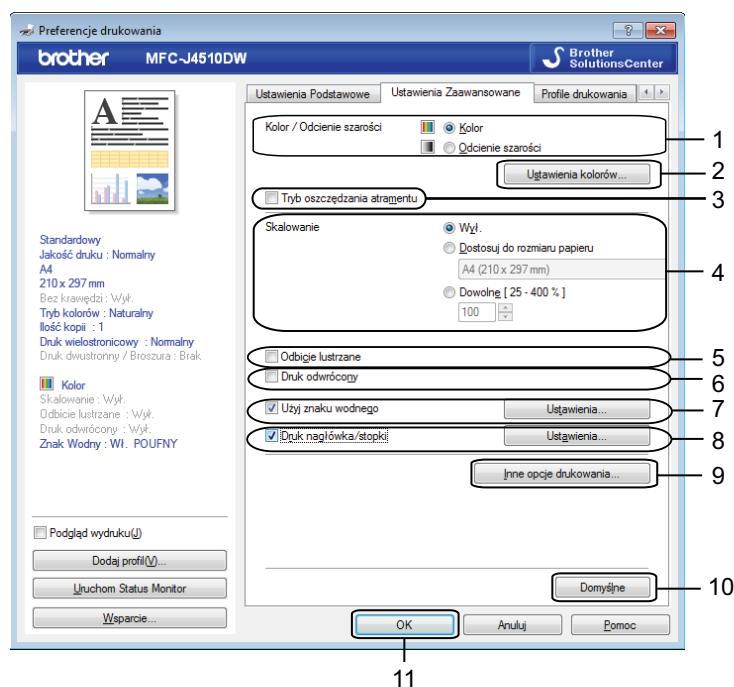 Preferencje drukowania
brother MFC-J4510DW
Brother
SolutionsCenter
A
Standardowy
Jakość druku : Normalny
A4
210 x 297 mm
Bez krawędzi : Wył.
Tryb kolorów : Naturalny
Ilość kopii : 1
Druk wielostronicowy : Normalny
Druk dwustronny / Broszura : Brak
Kolor
Skalowanie : Wył.
Odbicie lustrzane : Wył.
Druk odwrócony : Wył.
Znak Wodny : Wł. POUFNY
Podgląd wydruku(J)
Dodaj profil(V)...
Uruchom Status Monitor
Wsparcie...
Ustawienia Podstawowe
Ustawienia Zaawansowane
Profile drukowania
Kolor / Odcienie szarości
Kolor
Odcienie szarości
1
Ustawienia kolorów...
2
Tryb oszczędzania atramentu
3
Skalowanie
Wył.
Dostosuj do rozmiaru papieru
A4 (210 x 297 mm)
Dowolne [ 25 - 400 % ]
100
4
Odbicie lustrzane
5
Druk odwrócony
6
Użyj znaku wodnego
Ustawienia...
7
Druk nagłówka/stopki
Ustawienia...
8
Inne opcje drukowania...
9
Domyślne
10
OK
Anuluj
Pomoc
11